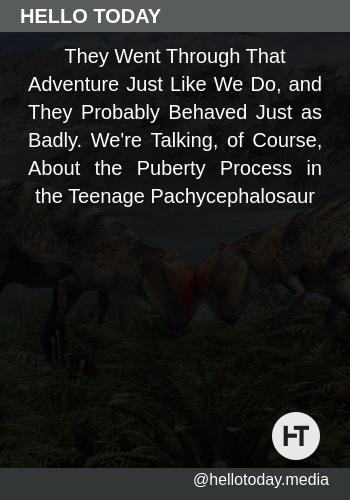 HELLO TODAY
They Went Through That
Adventure Just Like We Do, and
They Probably Behaved Just as
Badly. We're Talking, of Course,
About the Puberty Process in
the Teenage Pachycephalosaur
HT
@hellotoday.media